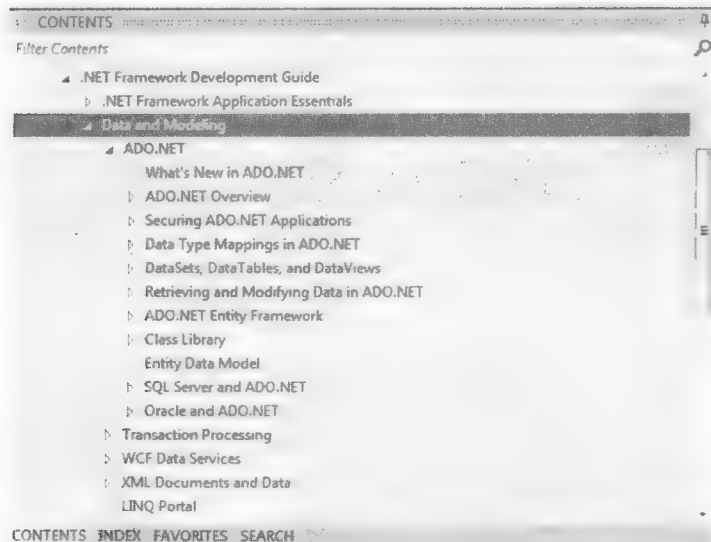 CONTENTS
Filter Contents
.NET Framework Development Guide
.NET Framework Application Essentials
Data and Modeling
ADO.NET
What's New in ADO.NET
ADO.NET Overview
Securing ADO.NET Applications
Data Type Mappings in ADO.NET
DataSets, DataTables, and DataViews
Retrieving and Modifying Data in ADO.NET
ADO.NET Entity Framework
Class Library
Entity Data Model
SQL Server and ADO.NET
Oracle and ADO.NET
Transaction Processing
WCF Data Services
XML Documents and Data
LINQ Portal
CONTENTS INDEX FAVORITES SEARCH